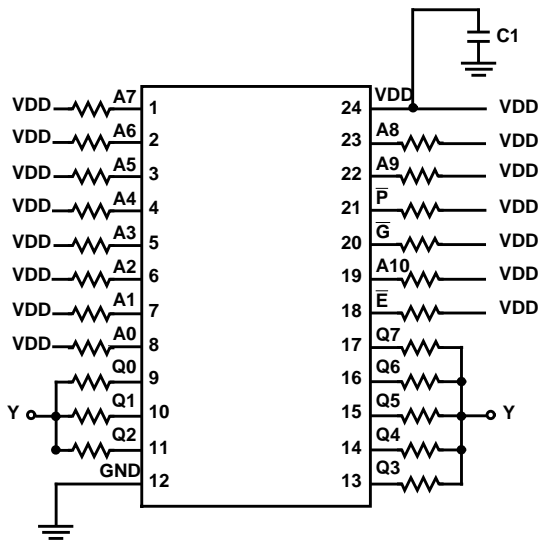 C1
VDD A7 1 24 VDD VDD
VDD A6 2 23 A8 VDD
VDD A5 3 22 A9 VDD
VDD A4 4 21 P̅ VDD
VDD A3 5 20 G̅ VDD
VDD A2 6 19 A10 VDD
VDD A1 7 18 E̅ VDD
VDD A0 8 17 Q7
Q0 9 16 Q6
Y Q1 10 15 Q5 Y
Q2 11 14 Q4
GND 12 13 Q3